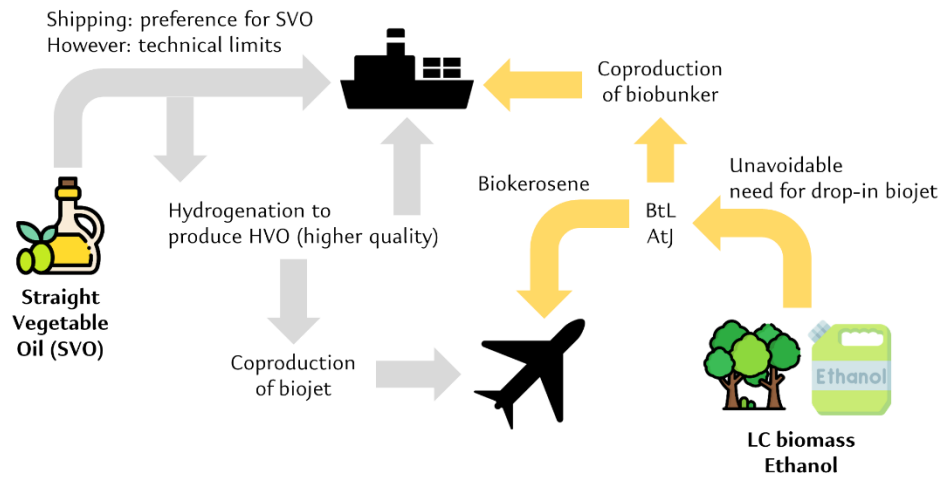 Shipping: preference for SVO
However: technical limits
Coproduction
of biobunker
Unavoidable
need for drop-in biojet
Biokerosene
BtL
AtJ
Hydrogenation to
produce HVO (higher quality)
Straight
Vegetable
Oil (SVO)
Coproduction
of biojet
Ethanol
LC biomass
Ethanol